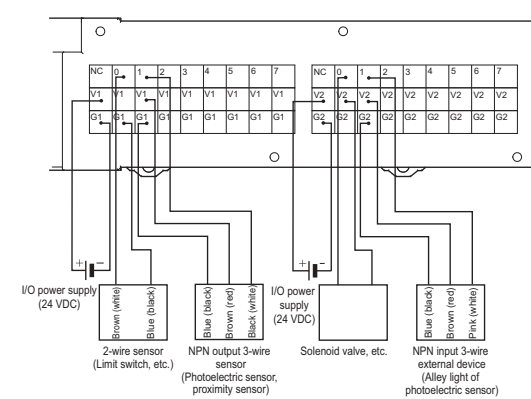 NC 0 1 2 3 4 5 6 7 NC 0 1 2 3 4 5 6 7
V1 V1 V1 V1 V1 V1 V1 V1 V1 V2 V2 V2 V2 V2 V2 V2 V2 V2
G1 G1 G1 G1 G1 G1 G1 G1 G1 G2 G2 G2 G2 G2 G2 G2 G2 G2
+ − + −
I/O power supply
(24 VDC)
Brown (white)
Blue (black)
2-wire sensor
(Limit switch, etc.)
Blue (black)
Brown (red)
Black (white)
NPN output 3-wire
sensor
(Photoelectric sensor,
proximity sensor)
I/O power
supply
(24 VDC)
Solenoid valve, etc.
Blue (black)
Brown (red)
Pink (white)
NPN input 3-wire
external device
(Alley light of
photoelectric sensor)